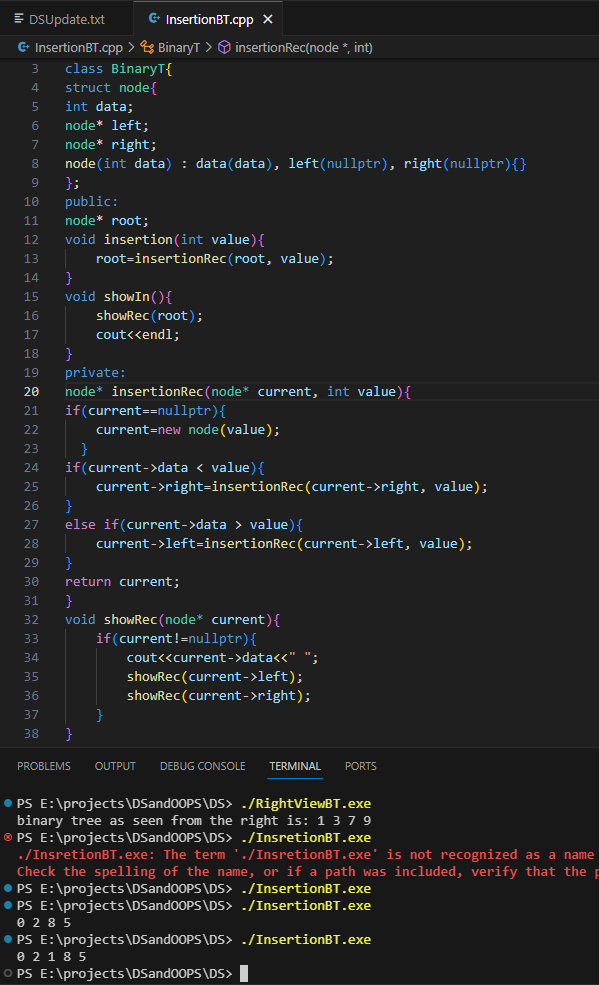 DSUpdate.txt
InsertionBT.cpp
InsertionBT.cpp > BinaryT > insertionRec(node *, int)
3 class BinaryT{
4 struct node{
5 int data;
6 node* left;
7 node* right;
8 node(int data) : data(data), left(nullptr), right(nullptr){}
9 };
10 public:
11 node* root;
12 void insertion(int value){
13 root=insertionRec(root, value);
14 }
15 void showIn(){
16 showRec(root);
17 cout<<endl;
18 }
19 private:
20 node* insertionRec(node* current, int value){
21 if(current==nullptr){
22 current=new node(value);
23 }
24 if(current->data < value){
25 current->right=insertionRec(current->right, value);
26 }
27 else if(current->data > value){
28 current->left=insertionRec(current->left, value);
29 }
30 return current;
31 }
32 void showRec(node* current){
33 if(current!=nullptr){
34 cout<<current->data<<" ";
35 showRec(current->left);
36 showRec(current->right);
37 }
38 }
PROBLEMS OUTPUT DEBUG CONSOLE TERMINAL PORTS
PS E:\projects\DSandOOPS\DS> ./RightViewBT.exe
binary tree as seen from the right is: 1 3 7 9
PS E:\projects\DSandOOPS\DS> ./InsretionBT.exe
./InsretionBT.exe: The term './InsretionBT.exe' is not recognized as a name
Check the spelling of the name, or if a path was included, verify that the p
PS E:\projects\DSandOOPS\DS> ./InsertionBT.exe
PS E:\projects\DSandOOPS\DS> ./InsertionBT.exe
0 2 8 5
PS E:\projects\DSandOOPS\DS> ./InsertionBT.exe
0 2 1 8 5
PS E:\projects\DSandOOPS\DS>